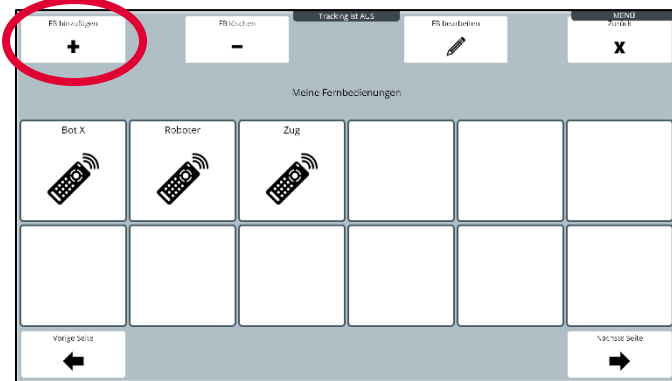 Tracking ist AUS
MENÜ
FB hinzufügen
FB löschen
FB bearbeiten
Zurück
Meine Fernbedienungen
Bot X
Roboter
Zug
Vorige Seite
Nächste Seite